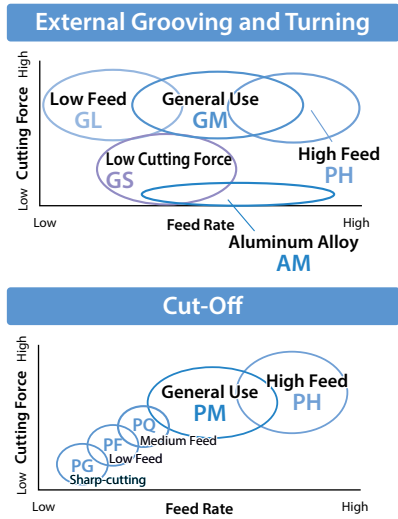 External Grooving and Turning
High
Cutting Force
Low
Low Feed
GL
General Use
GM
High Feed
PH
Low Cutting Force
GS
Low
Feed Rate
High
Aluminum Alloy
AM
Cut-Off
High
Cutting Force
Low
General Use
PM
High Feed
PH
PQ
Medium Feed
PF
Low Feed
PG
Sharp-cutting
Low
Feed Rate
High